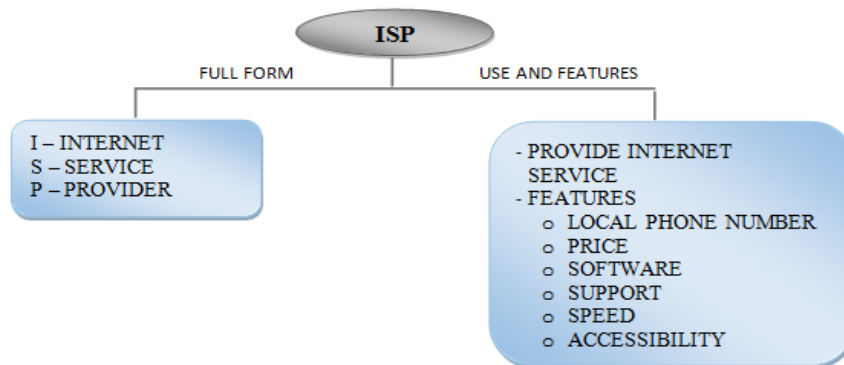 ISP
FULL FORM
USE AND FEATURES
I – INTERNET
S – SERVICE
P – PROVIDER
- PROVIDE INTERNET
SERVICE
- FEATURES
o LOCAL PHONE NUMBER
o PRICE
o SOFTWARE
o SUPPORT
o SPEED
o ACCESSIBILITY